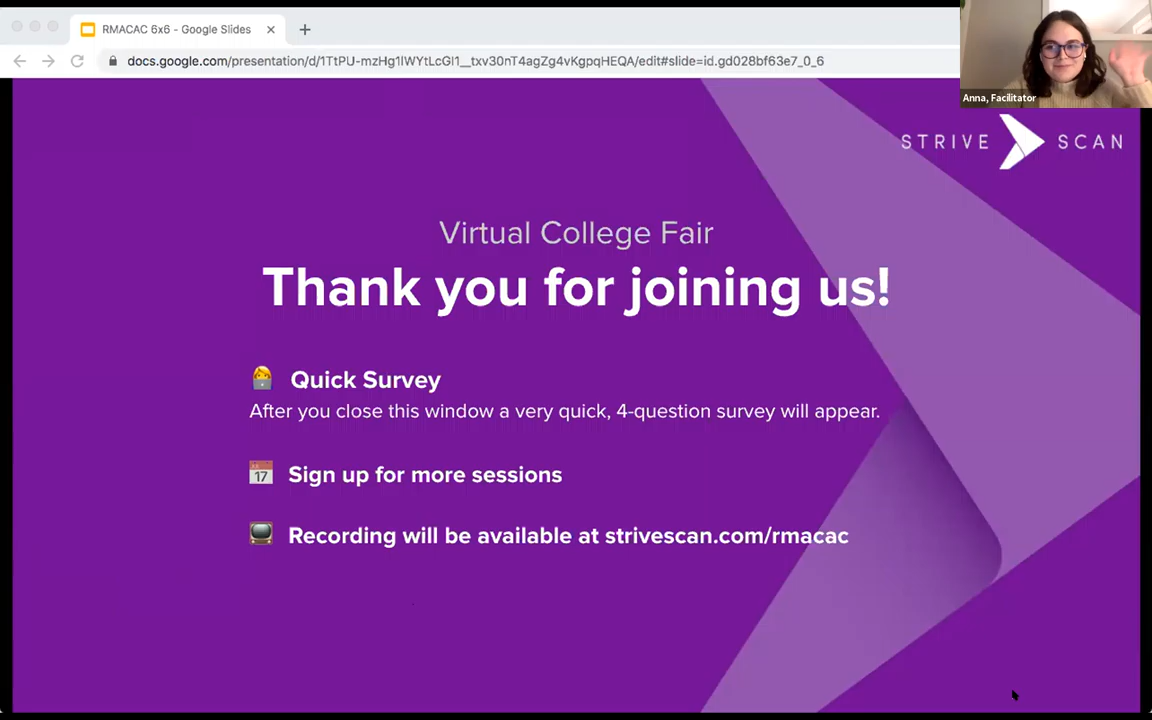 RMACAC 6x6 - Google Slides
docs.google.com/presentation/d/1TtPU-mzHg1IWYtLcGI1__txv30nT4agZg4vKgpqHEQA/edit#slide=id.gd028bf63e7_0_6
Anna, Facilitator
STRIVE SCAN
Virtual College Fair
Thank you for joining us!
Quick Survey
After you close this window a very quick, 4-question survey will appear.
17
Sign up for more sessions
Recording will be available at strivescan.com/rmacac